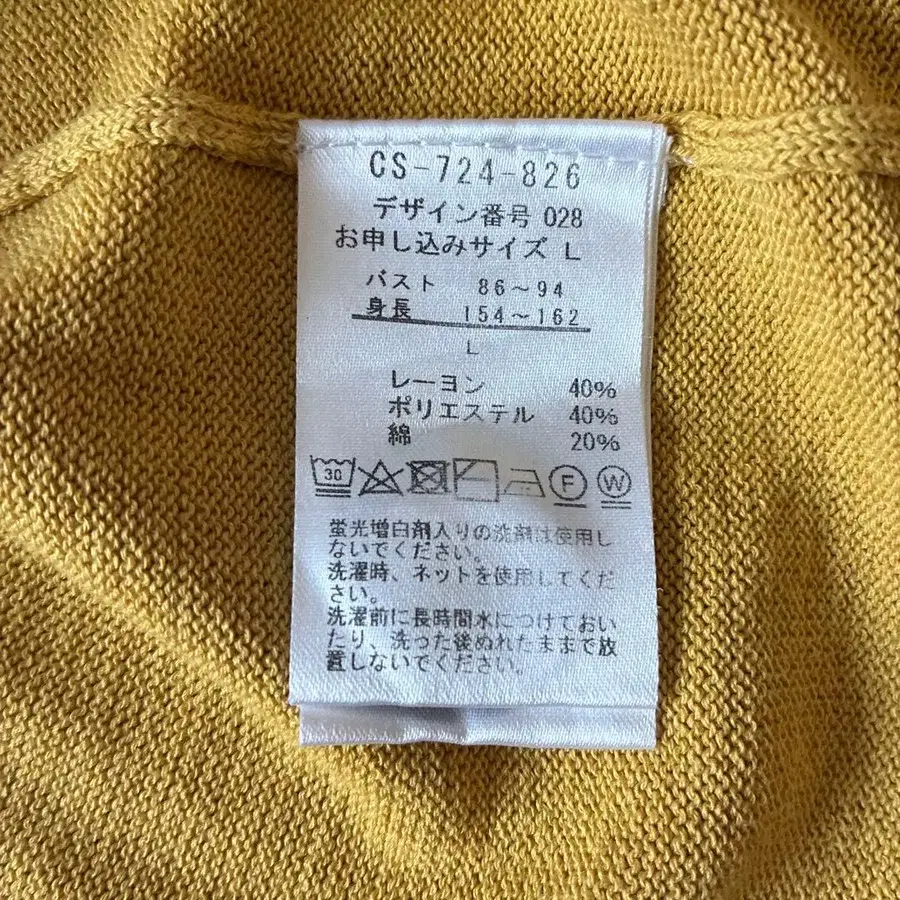 CS-724-826
デザイン番号 028
お申し込みサイズ L
バスト 86～94
身長 154～162
L
レーヨン 40%
ポリエステル 40%
綿 20%
30 F W
蛍光増白剤入りの洗剤は使用し
ないでください。
洗濯時、ネットを使用してくだ
さい。
洗濯前に長時間水につけておい
たり、洗った後ぬれたままで放
置しないでください。